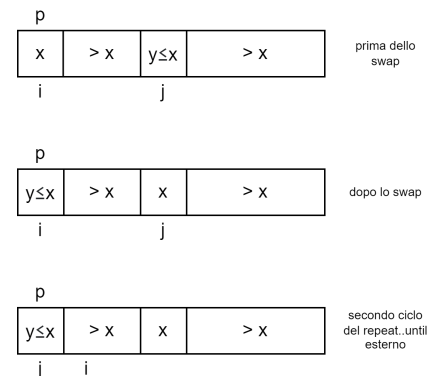 p
x > x y≤x > x
prima dello
swap
i j
p
y≤x > x x > x
dopo lo swap
i j
p
y≤x > x x > x
secondo ciclo
del repeat..until
esterno
j i